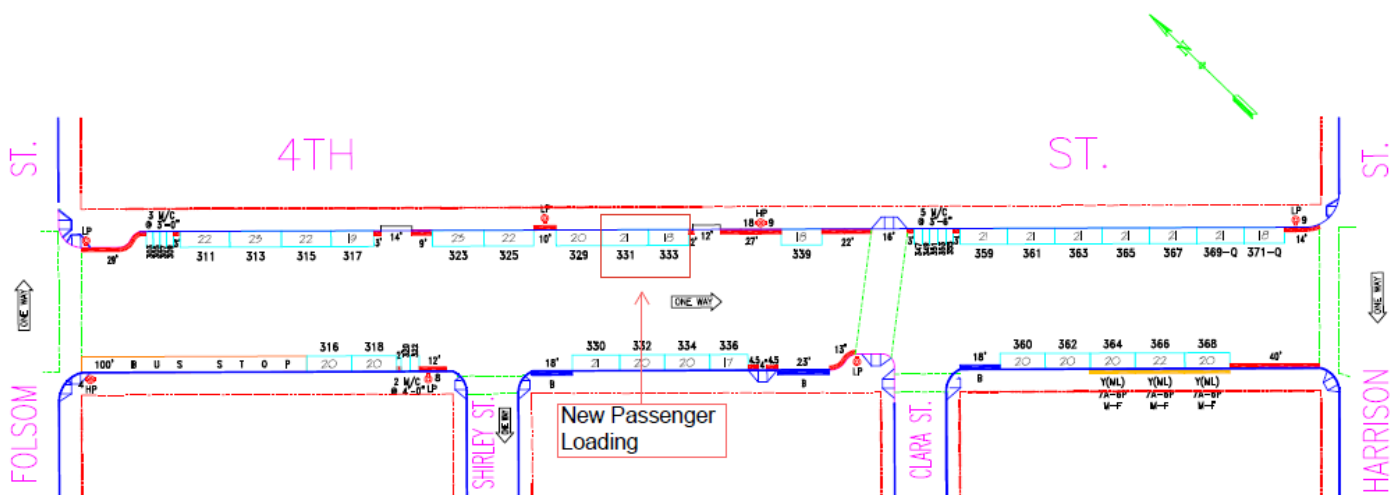 N
4TH ST.
ST.
ST.
3 M/C
@ 3'-0"
LP
HP
18 9
5 M/C
@ 3'-6"
LP
9
LP
28'
22 23 22 19
3'
14'
9'
23 22
10'
20 21 18
2'
12'
27'
18
22'
16'
3'
3'
21 21 21 21 21 21 18
14'
311 313 315 317 323 325 329 331 333 339 359 361 363 365 367 369-Q 371-Q
ONE WAY
ONE WAY
ONE WAY
316 318
100' BUS STOP
20 20
12'
4
HP
2 M/C
@ 4'-0"
8
LP
330 332 334 336
18'
21 20 20 17
4.5 4.5
4
23'
13'
LP
B
B
360 362 364 366 368
18'
20 20 20 22 20
40'
B
Y(ML) Y(ML) Y(ML)
7A-6P 7A-6P 7A-6P
M-F M-F M-F
New Passenger
Loading
FOLSOM
SHIRLEY ST.
ONE WAY
CLARA ST.
HARRISON